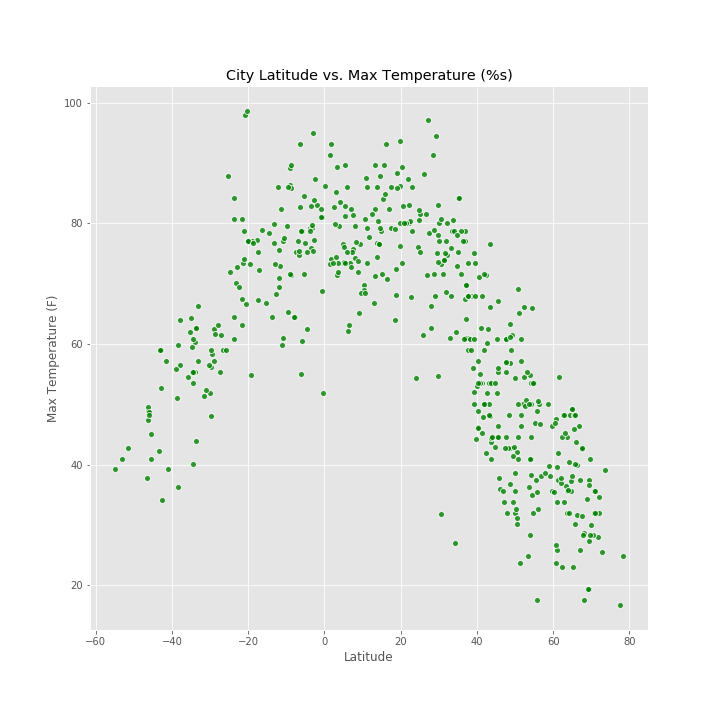 City Latitude vs. Max Temperature (%s)
100
80
60
40
20
Max Temperature (F)
−60 −40 −20 0 20 40 60 80
Latitude